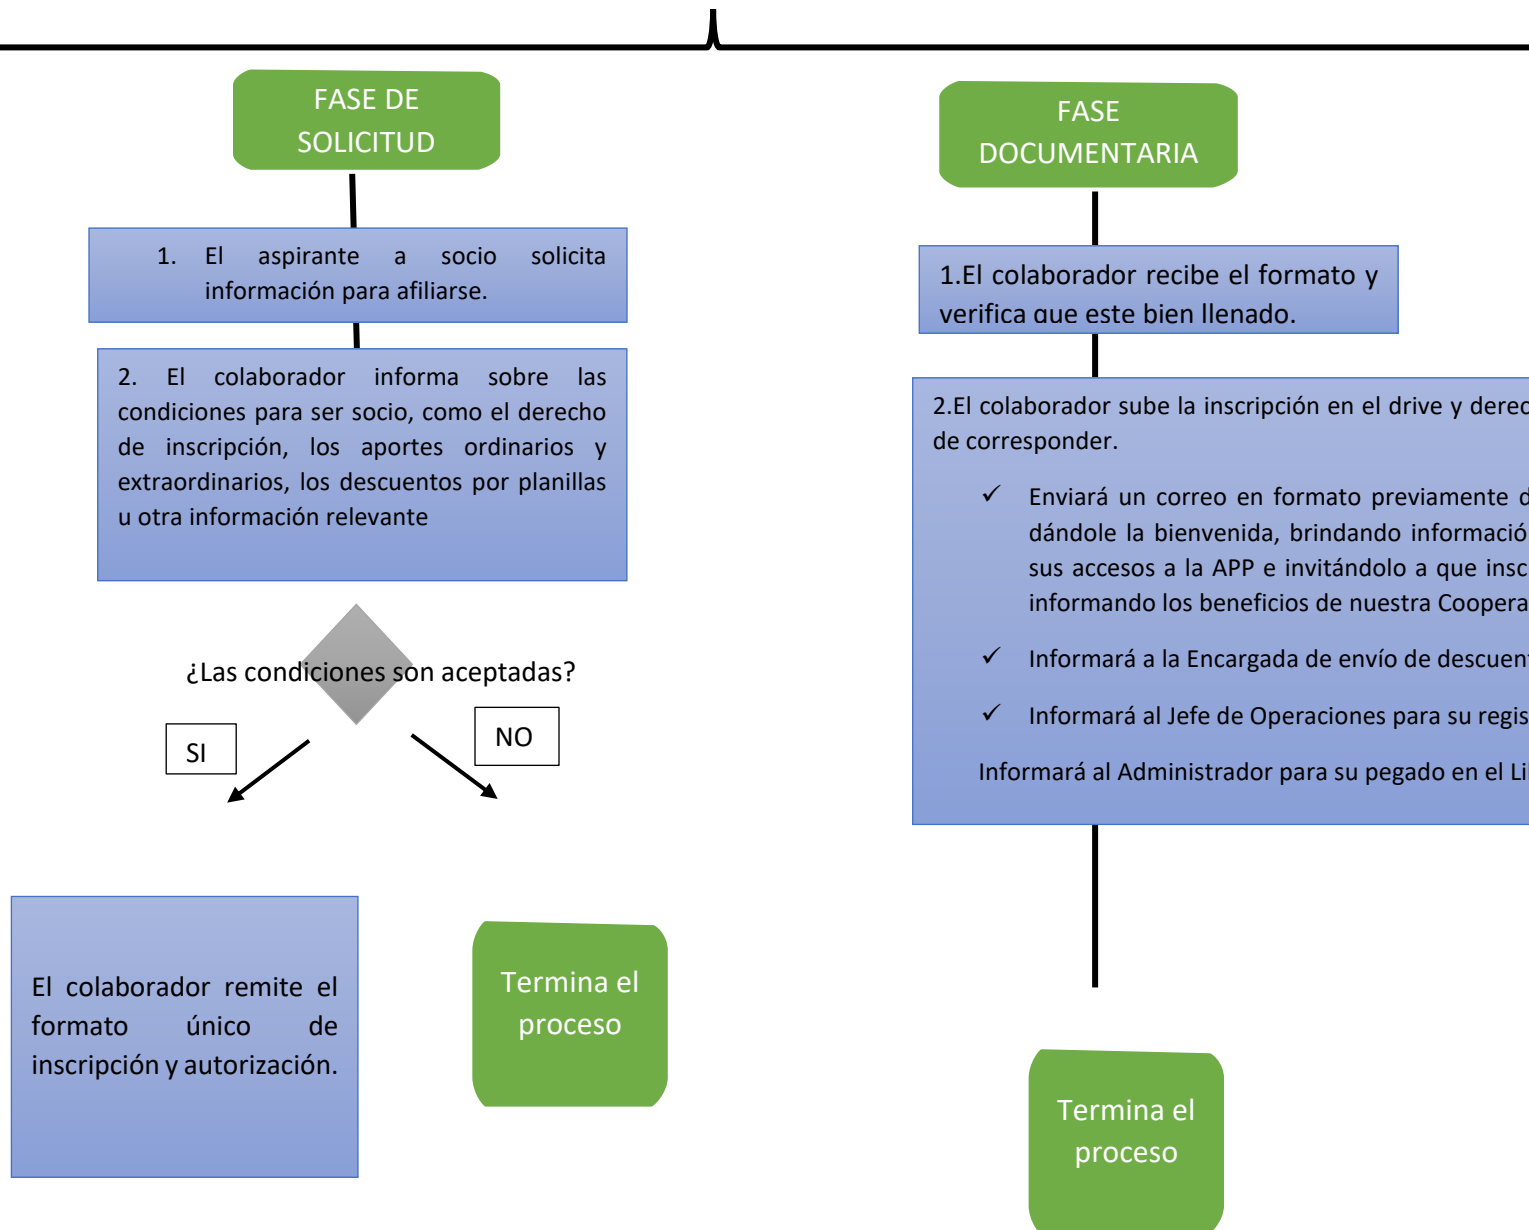 FASE DE
SOLICITUD
1. El aspirante a socio solicita
información para afiliarse.
2. El colaborador informa sobre las
condiciones para ser socio, como el derecho
de inscripción, los aportes ordinarios y
extraordinarios, los descuentos por planillas
u otra información relevante
¿Las condiciones son aceptadas?
SI
NO
El colaborador remite el
formato único de
inscripción y autorización.
Termina el
proceso
FASE
DOCUMENTARIA
1.El colaborador recibe el formato y
verifica que este bien llenado.
2.El colaborador sube la inscripción en el drive y
de corresponder.
✓ Enviará un correo en formato previamente
dándole la bienvenida, brindando
sus accesos a la APP e invitándolo a que
informando los beneficios de nuestra
✓ Informará a la Encargada de envío de
✓ Informará al Jefe de Operaciones para su
Informará al Administrador para su pegado en el
Termina el
proceso